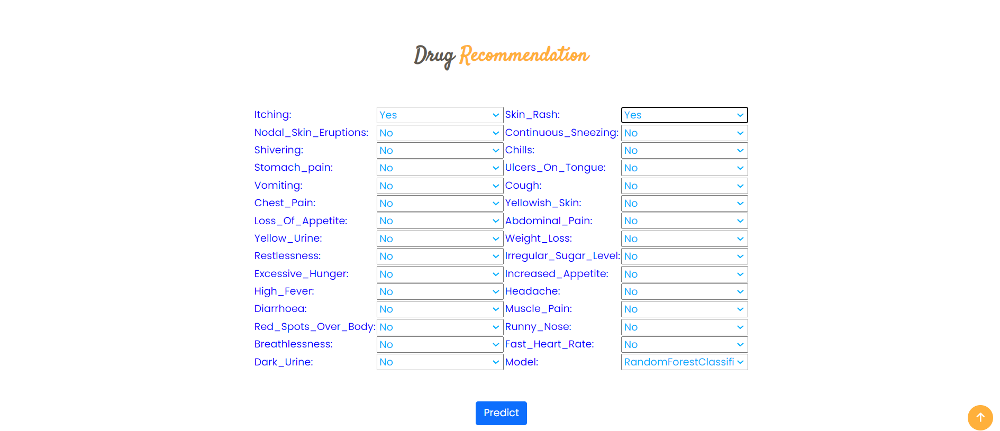 Drug Recommendation
Itching: Yes Skin_Rash: Yes
Nodal_Skin_Eruptions: No Continuous_Sneezing: No
Shivering: No Chills: No
Stomach_pain: No Ulcers_On_Tongue: No
Vomiting: No Cough: No
Chest_Pain: No Yellowish_Skin: No
Loss_Of_Appetite: No Abdominal_Pain: No
Yellow_Urine: No Weight_Loss: No
Restlessness: No Irregular_Sugar_Level: No
Excessive_Hunger: No Increased_Appetite: No
High_Fever: No Headache: No
Diarrhoea: No Muscle_Pain: No
Red_Spots_Over_Body: No Runny_Nose: No
Breathlessness: No Fast_Heart_Rate: No
Dark_Urine: No Model: RandomForestClassifi
Predict